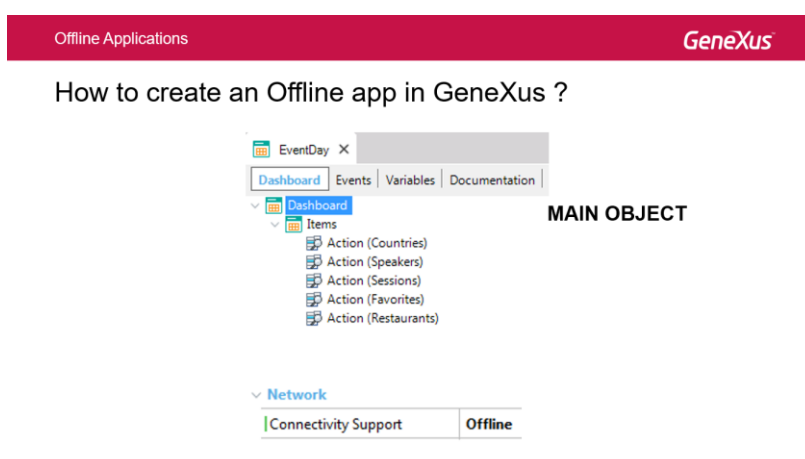 Offline Applications
GeneXus
How to create an Offline app in GeneXus ?
EventDay X
Dashboard Events Variables Documentation
Dashboard
MAIN OBJECT
Items
Action (Countries)
Action (Speakers)
Action (Sessions)
Action (Favorites)
Action (Restaurants)
Network
Connectivity Support Offline